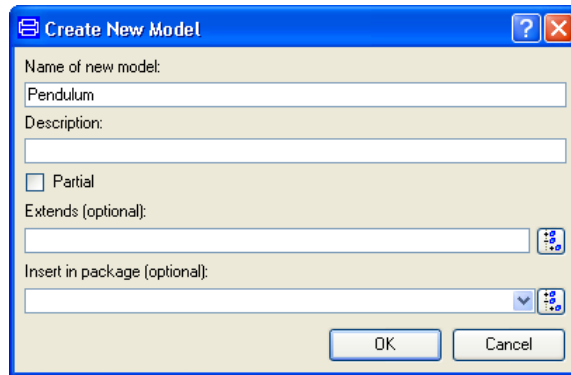 Create New Model
Name of new model:
Pendulum
Description:
Partial
Extends (optional):
Insert in package (optional):
OK Cancel